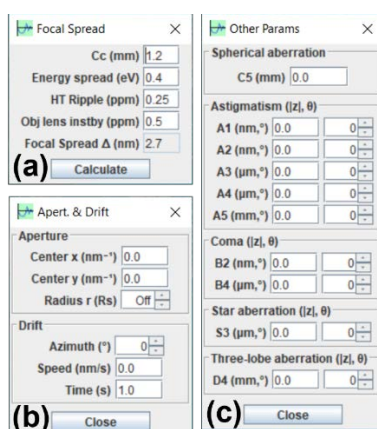 Focal Spread
Cc (mm) 1.2
Energy spread (eV) 0.4
HT Ripple (ppm) 0.25
Obj lens instby (ppm) 0.5
Focal Spread Δ (nm) 2.7
(a) Calculate
Apert. & Drift
Aperture
Center x (nm⁻¹) 0.0
Center y (nm⁻¹) 0.0
Radius r (Rs) Off
Drift
Azimuth (°) 0
Speed (nm/s) 0.0
Time (s) 1.0
(b) Close
Other Params
Spherical aberration
C5 (mm) 0.0
Astigmatism (|z|, θ)
A1 (nm,°) 0.0 0
A2 (nm,°) 0.0 0
A3 (µm,°) 0.0 0
A4 (µm,°) 0.0 0
A5 (mm,°) 0.0 0
Coma (|z|, θ)
B2 (nm,°) 0.0 0
B4 (µm,°) 0.0 0
Star aberration (|z|, θ)
S3 (µm,°) 0.0 0
Three-lobe aberration (|z|, θ)
D4 (mm,°) 0.0 0
(c) Close